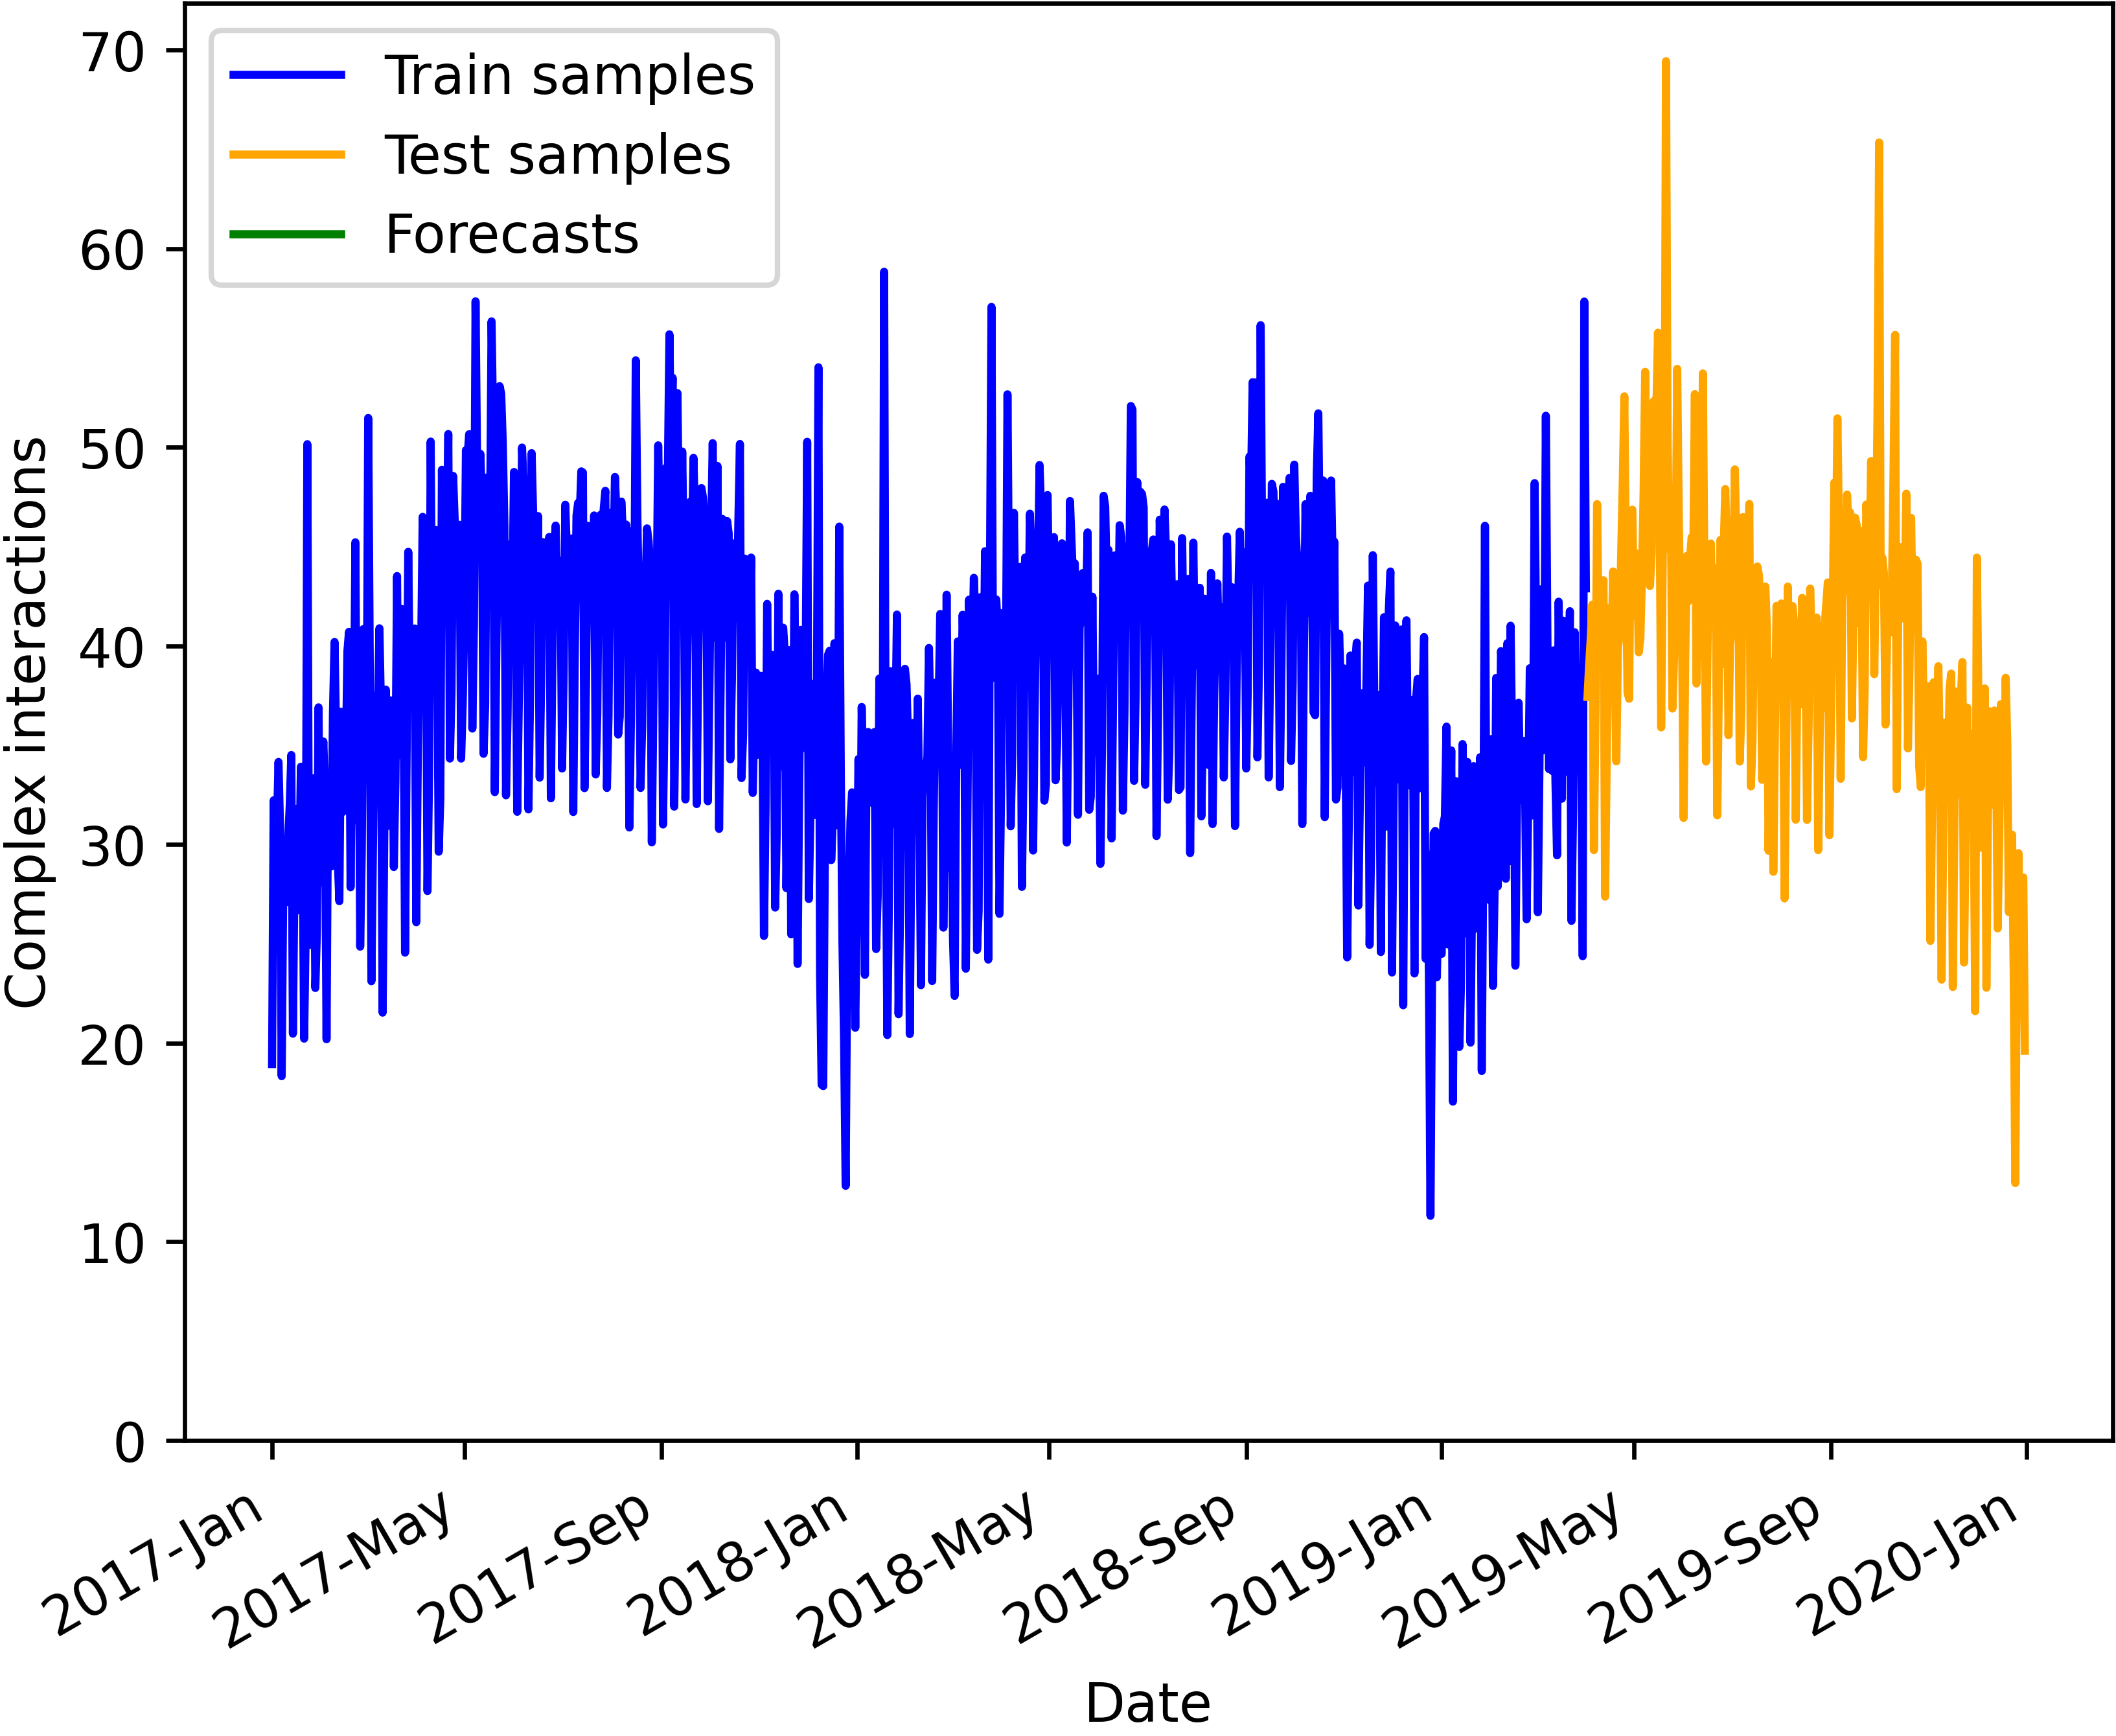 70
60
50
40
30
20
10
0
Complex interactions
Train samples
Test samples
Forecasts
2017-Jan
2017-May
2017-Sep
2018-Jan
2018-May
2018-Sep
2019-Jan
2019-May
2019-Sep
2020-Jan
Date